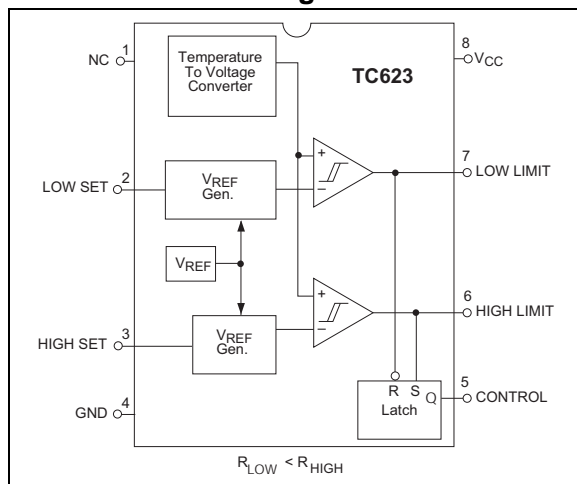 NC
1
Temperature
To Voltage
Converter
TC623
8
VCC
LOW SET
2
VREF
Gen.
+
−
7
LOW LIMIT
VREF
HIGH SET
3
VREF
Gen.
+
−
6
HIGH LIMIT
GND
4
R S Q
Latch
5
CONTROL
RLOW < RHIGH